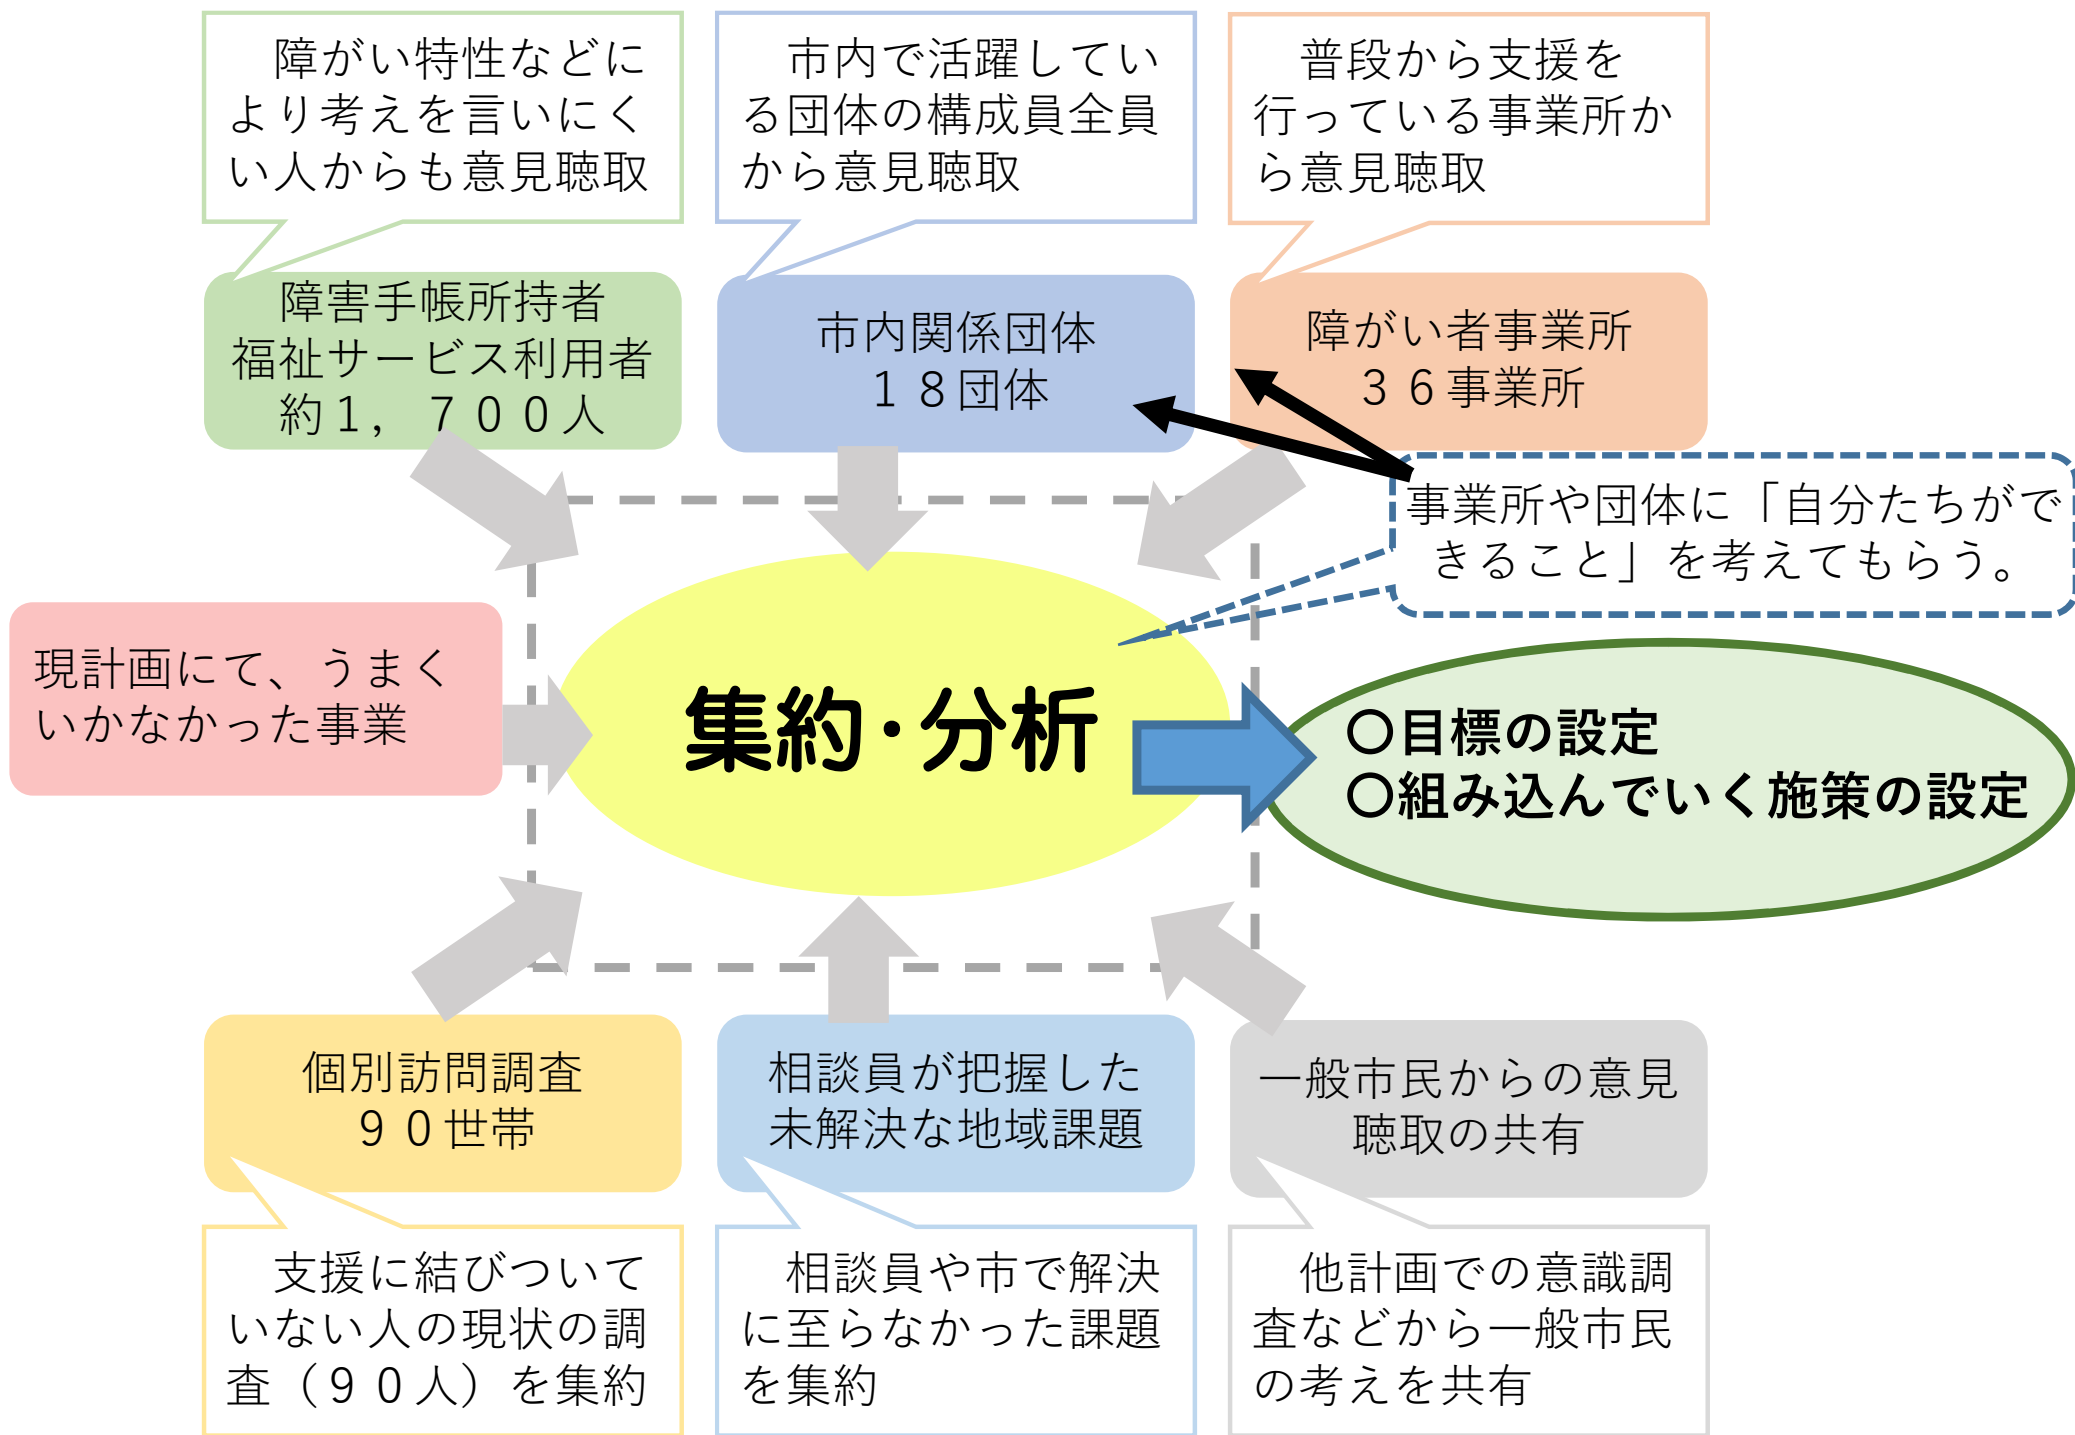 障がい特性などに
より考えを言いにく
い人からも意見聴取
市内で活躍してい
る団体の構成員全員
から意見聴取
普段から支援を
行っている事業所か
ら意見聴取
障害手帳所持者
福祉サービス利用者
約１，７００人
市内関係団体
１８団体
障がい者事業所
３６事業所
事業所や団体に「自分たちがで
きること」を考えてもらう。
現計画にて、うまく
いかなかった事業
集約･分析
〇目標の設定
〇組み込んでいく施策の設定
個別訪問調査
９０世帯
相談員が把握した
未解決な地域課題
一般市民からの意見
聴取の共有
支援に結びついて
いない人の現状の調
査（９０人）を集約
相談員や市で解決
に至らなかった課題
を集約
他計画での意識調
査などから一般市民
の考えを共有